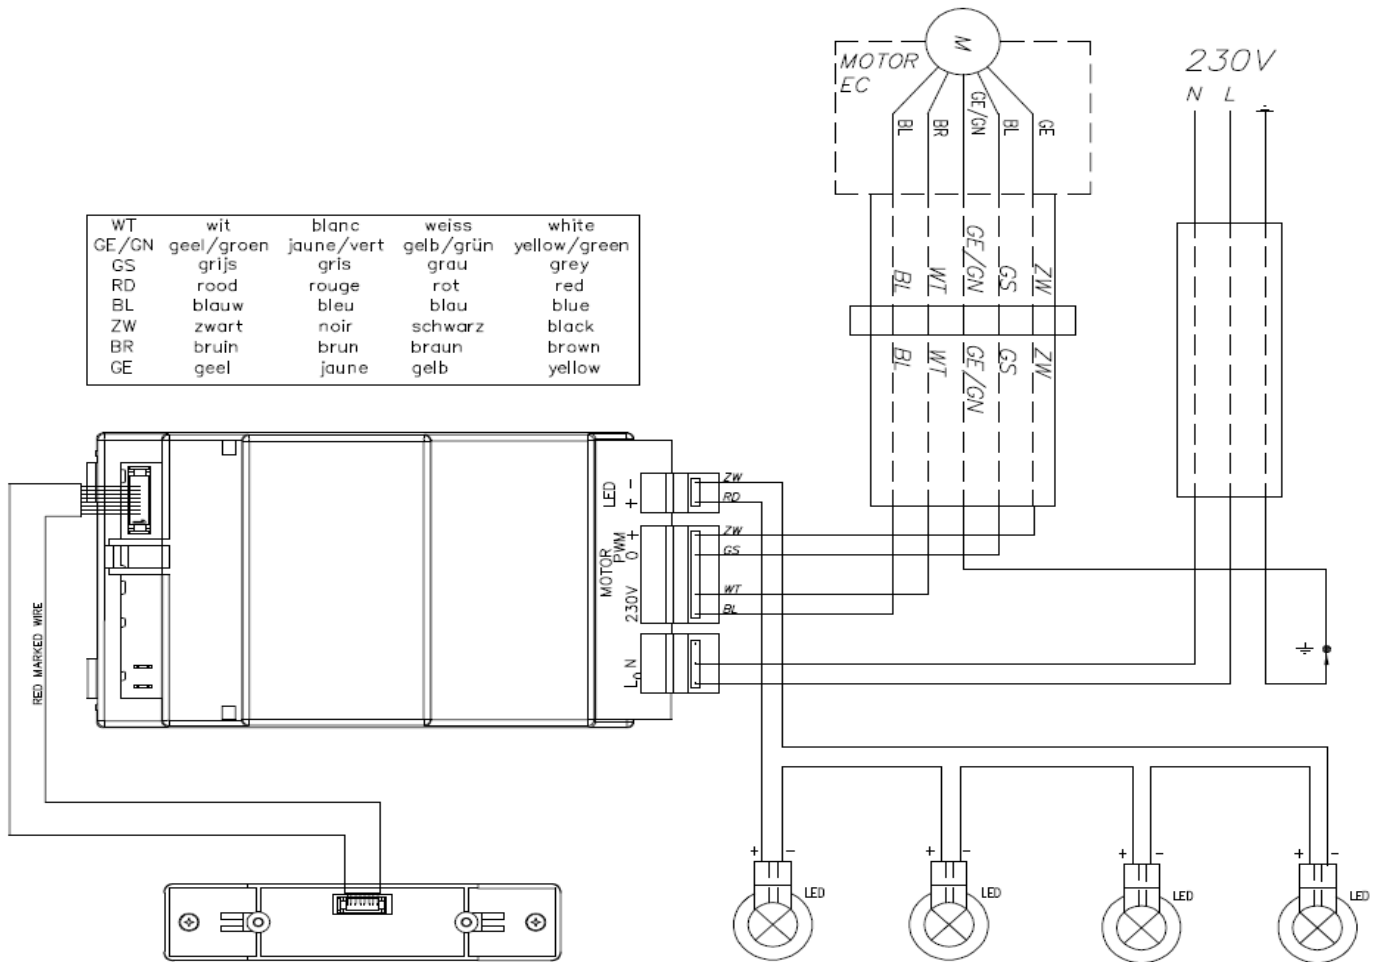 M
MOTOR
EC
BL
BR
GE/GN
BL
GE
230V
N L
WT wit blanc weiss white
GE/GN geel/groen jaune/vert gelb/grün yellow/green
GS grijs gris grau grey
RD rood rouge rot red
BL blauw bleu blau blue
ZW zwart noir schwarz black
BR bruin brun braun brown
GE geel jaune gelb yellow
BL
WT
GE/GN
GS
ZW
BL
WT
GE/GN
GS
ZW
LED
+ -
ZW
RD
MOTOR
PWM
0 +
230V
ZW
GS
WT
BL
L N
RED MARKED WIRE
+ -
LED
+ -
LED
+ -
LED
+ -
LED